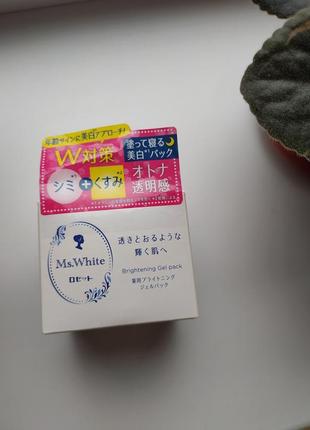 年齢サインに美白アプローチ!
W対策
シミ+くすみ
塗って寝る
美白パック
オトナ
透明感
Ms.White
ロゼット
透きとおるような
輝く肌へ
Brightening Gel pack
薬用ブライトニング
ジェルパック